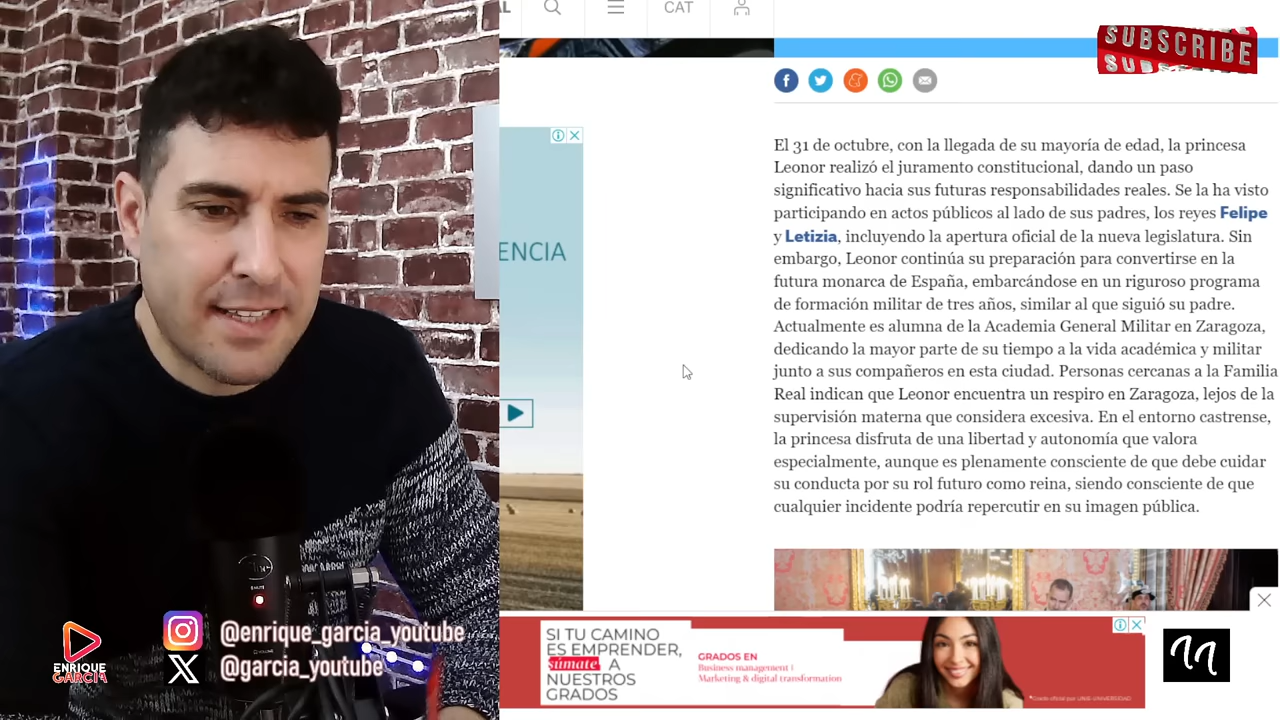 L
CAT
SUBSCRIBE
El 31 de octubre, con la llegada de su mayoría de edad, la princesa
Leonor realizó el juramento constitucional, dando un paso
significativo hacia sus futuras responsabilidades reales. Se la ha visto
participando en actos públicos al lado de sus padres, los reyes Felipe
y Letizia, incluyendo la apertura oficial de la nueva legislatura. Sin
embargo, Leonor continúa su preparación para convertirse en la
futura monarca de España, embarcándose en un riguroso programa
de formación militar de tres años, similar al que siguió su padre.
Actualmente es alumna de la Academia General Militar en Zaragoza,
dedicando la mayor parte de su tiempo a la vida académica y militar
junto a sus compañeros en esta ciudad. Personas cercanas a la Familia
Real indican que Leonor encuentra un respiro en Zaragoza, lejos de la
supervisión materna que considera excesiva. En el entorno castrense,
la princesa disfruta de una libertad y autonomía que valora
especialmente, aunque es plenamente consciente de que debe cuidar
su conducta por su rol futuro como reina, siendo consciente de que
cualquier incidente podría repercutir en su imagen pública.
ENCIA
ENRIQUE
GARCIA
@enrique_garcia_youtube
@garcia_youtube
SI TU CAMINO
ES EMPRENDER,
súmate A
NUESTROS
GRADOS
GRADOS EN
Business management |
Marketing & digital transformation